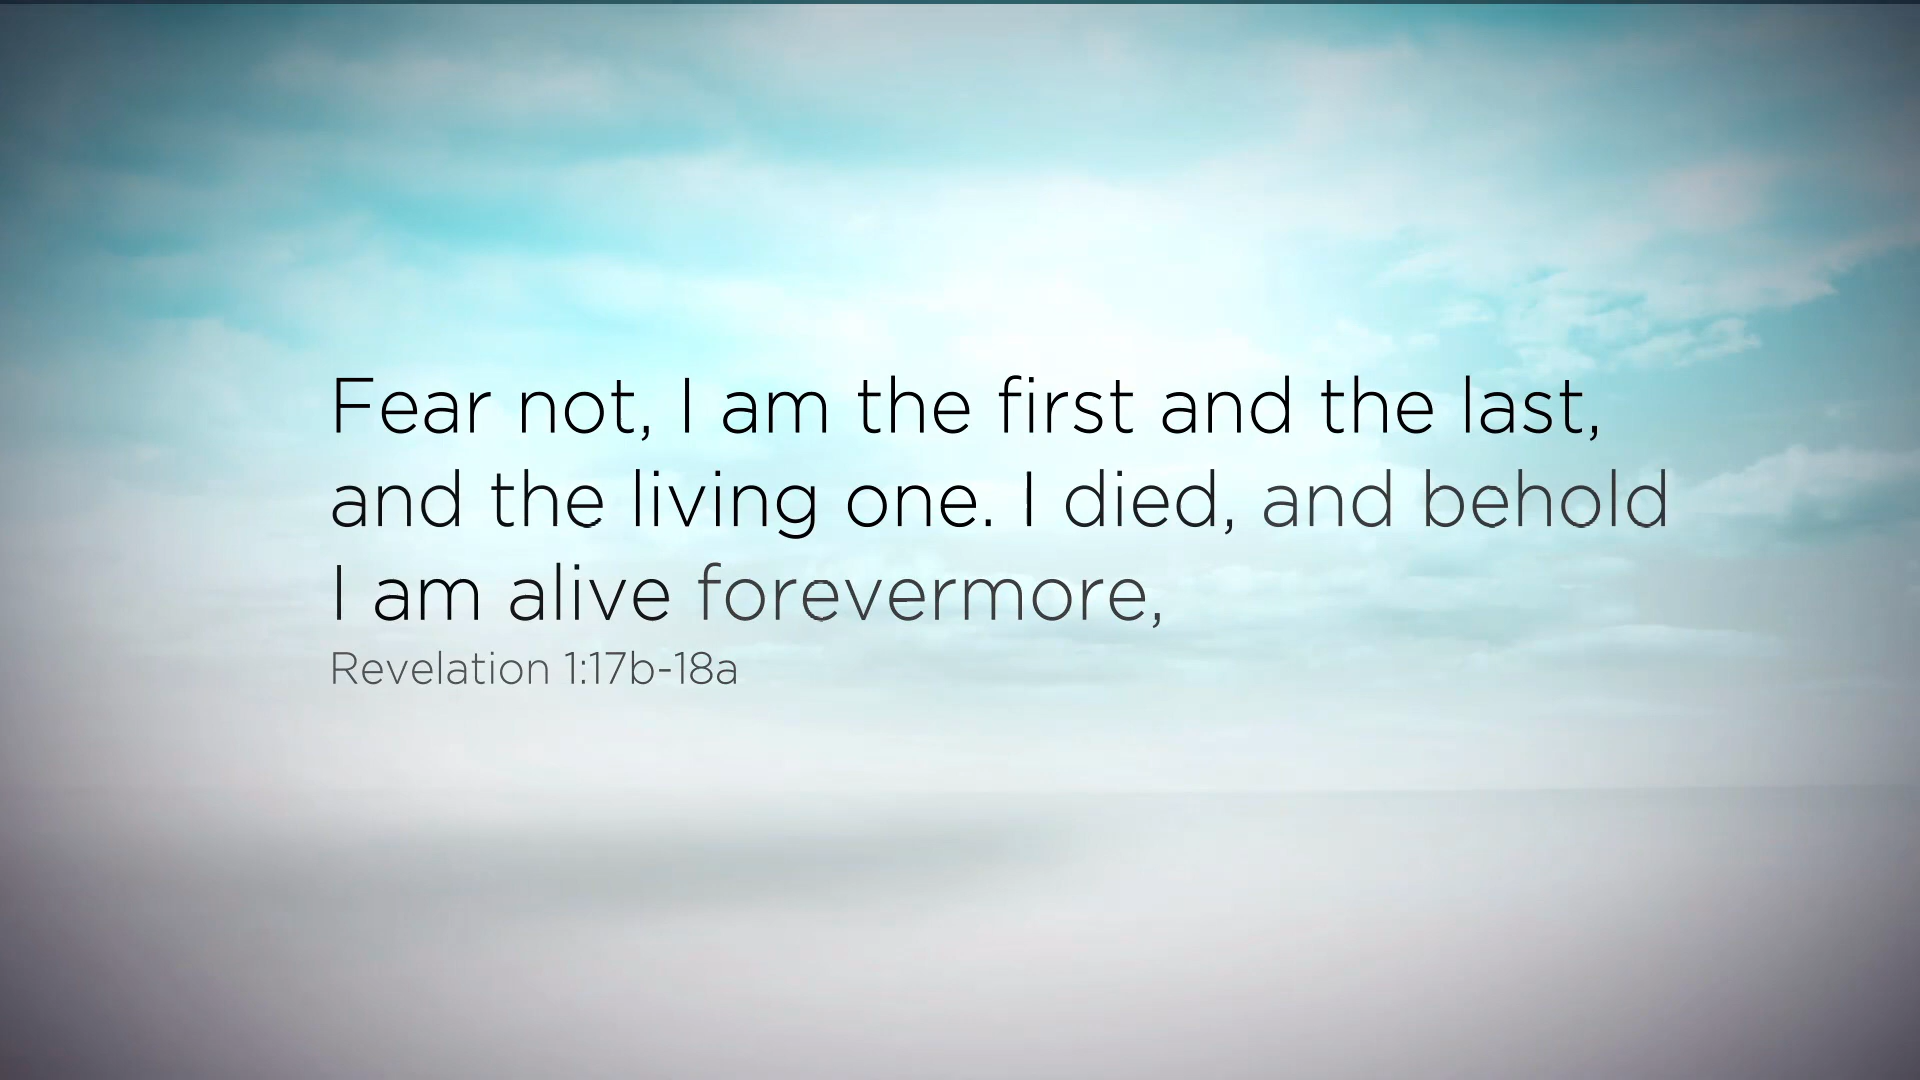 Fear not, I am the first and the last,
and the living one. I died, and behold
I am alive forevermore,
Revelation 1:17b-18a